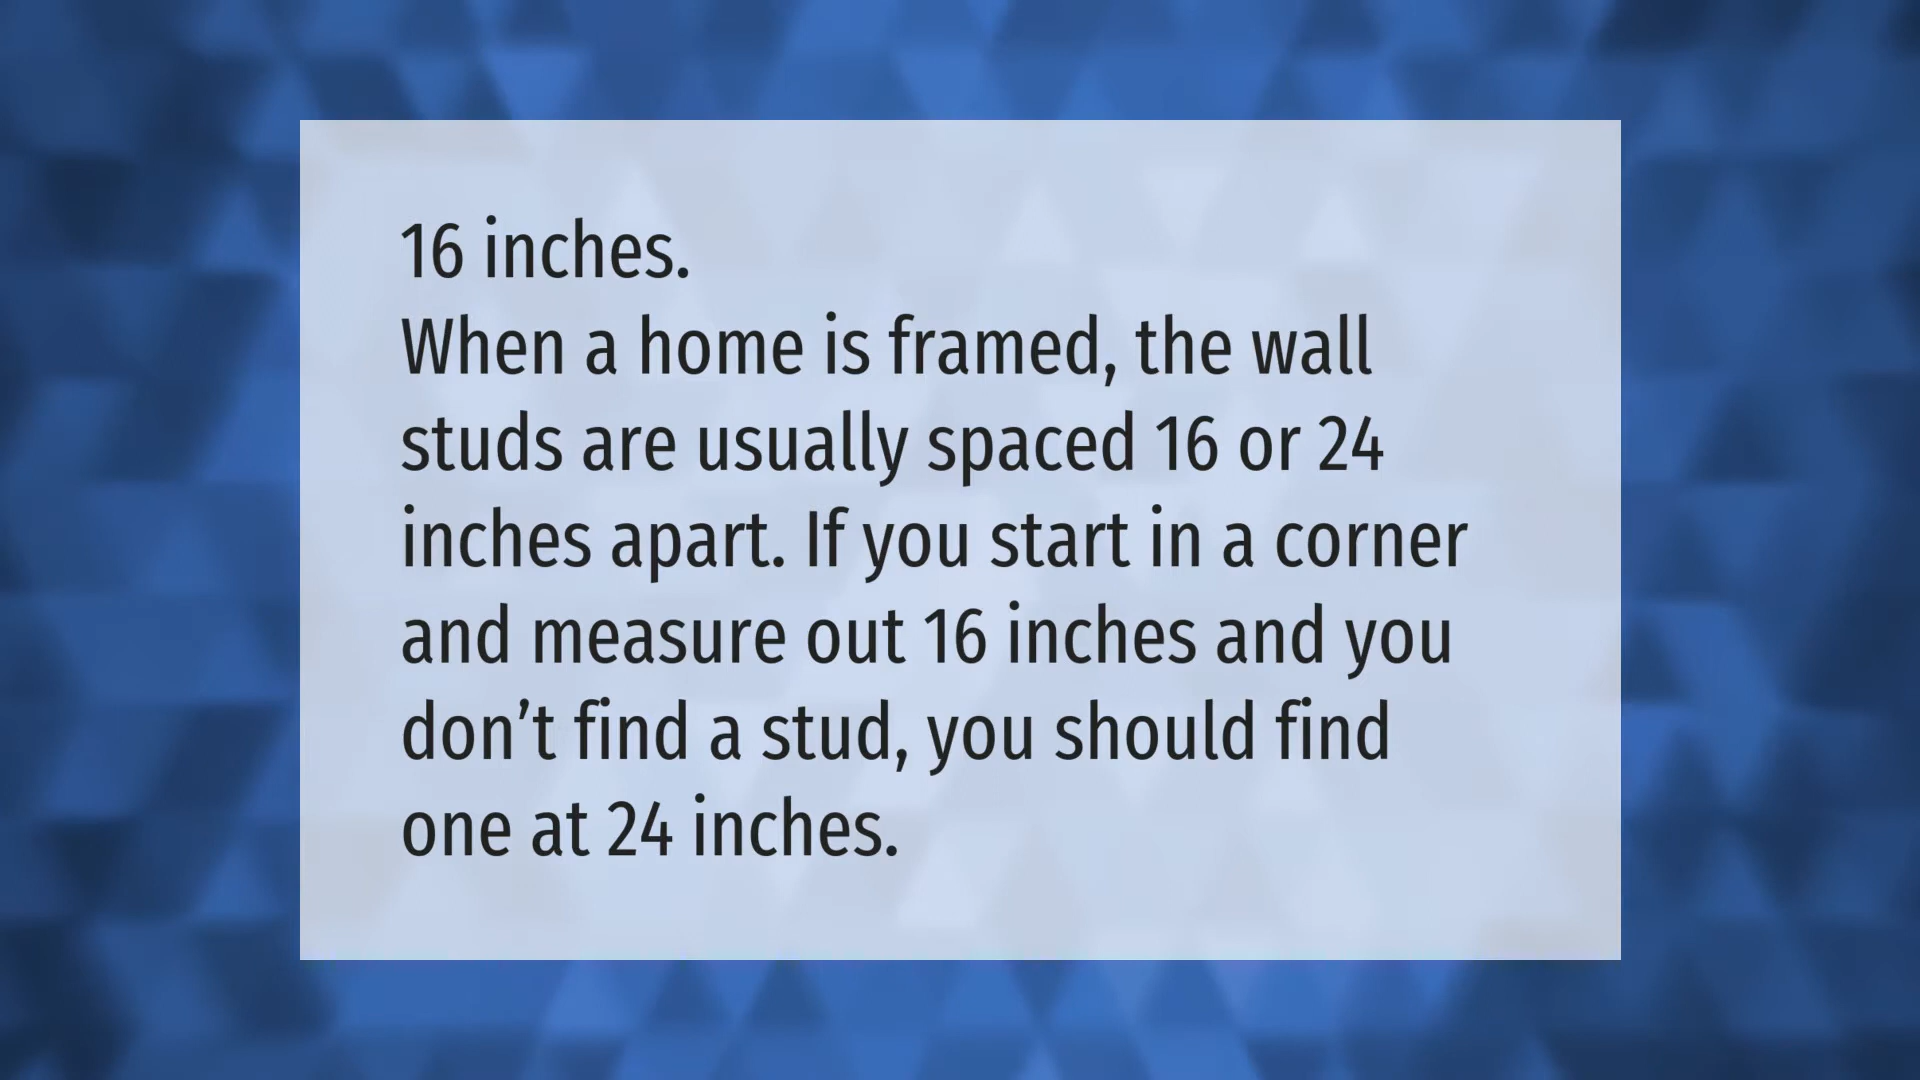 16 inches.
When a home is framed, the wall
studs are usually spaced 16 or 24
inches apart. If you start in a corner
and measure out 16 inches and you
don’t find a stud, you should find
one at 24 inches.